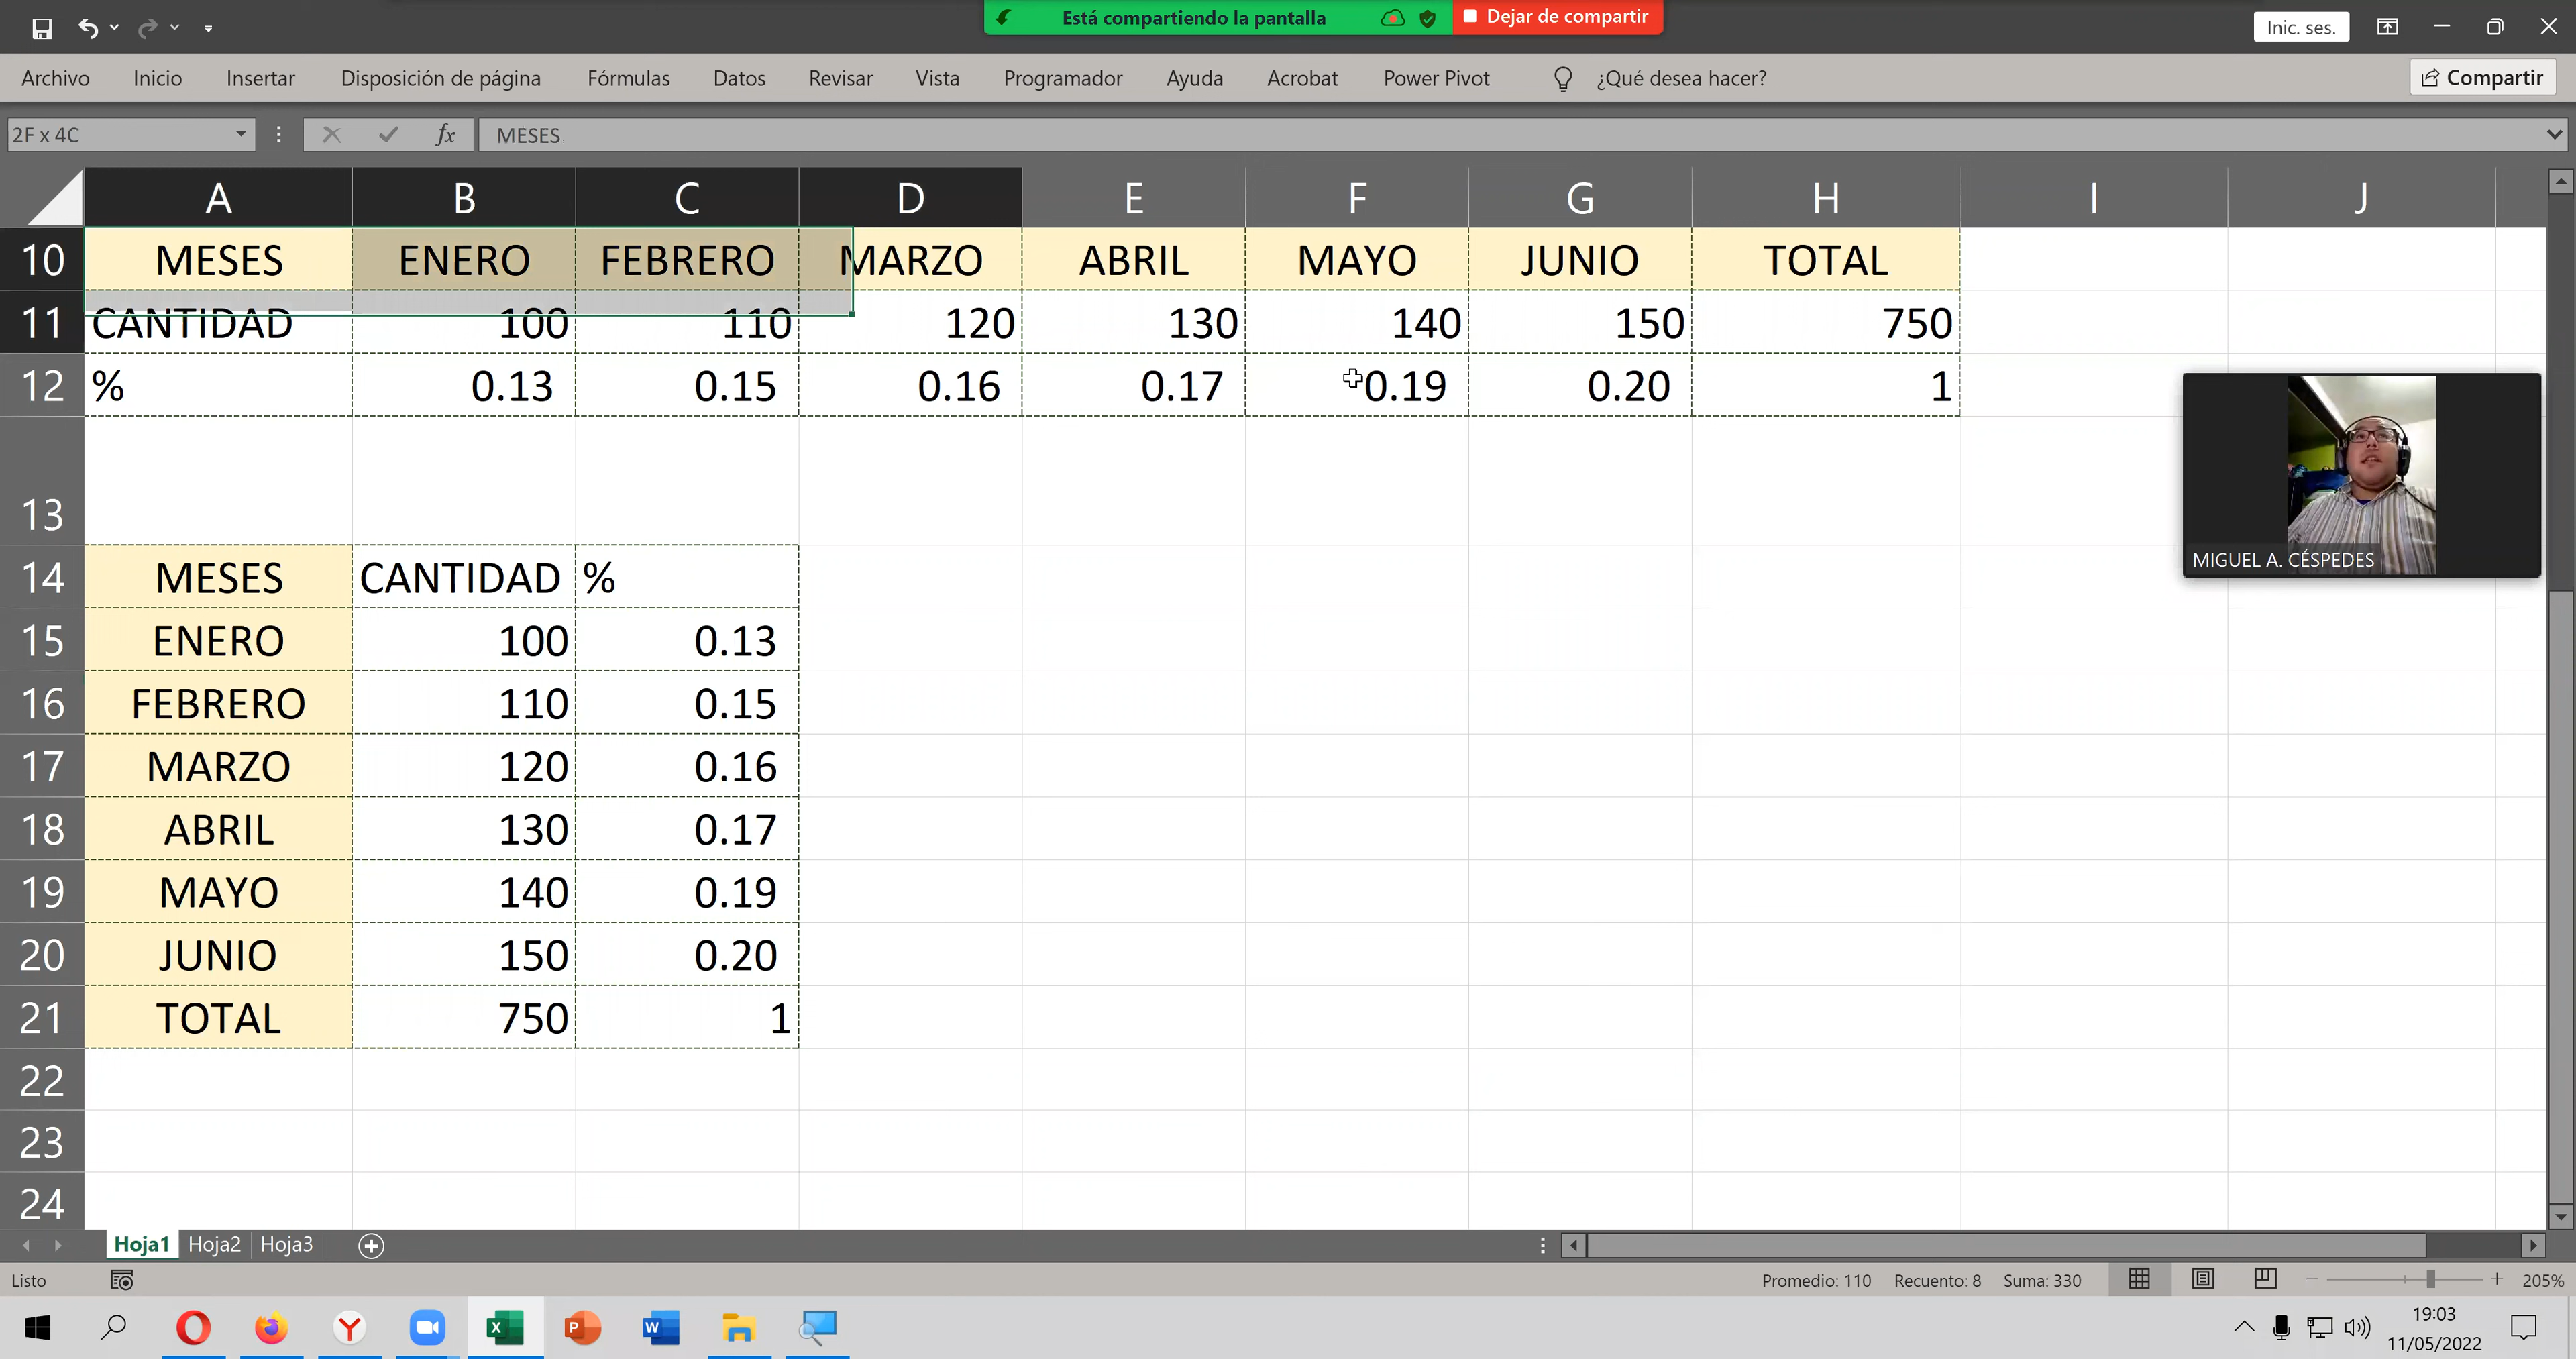 Está compartiendo la pantalla
Dejar de compartir
Inic. ses.
Archivo Inicio Insertar Disposición de página Fórmulas Datos Revisar Vista Programador Ayuda Acrobat Power Pivot ¿Qué desea hacer? Compartir
2F x 4C fx MESES
A B C D E F G H I J
10 MESES ENERO FEBRERO MARZO ABRIL MAYO JUNIO TOTAL
11 CANTIDAD 100 110 120 130 140 150 750
12 % 0.13 0.15 0.16 0.17 0.19 0.20 1
13
MIGUEL A. CÉSPEDES
14 MESES CANTIDAD %
15 ENERO 100 0.13
16 FEBRERO 110 0.15
17 MARZO 120 0.16
18 ABRIL 130 0.17
19 MAYO 140 0.19
20 JUNIO 150 0.20
21 TOTAL 750 1
22
23
24
Hoja1 Hoja2 Hoja3
Listo Promedio: 110 Recuento: 8 Suma: 330 205%
19:03
11/05/2022